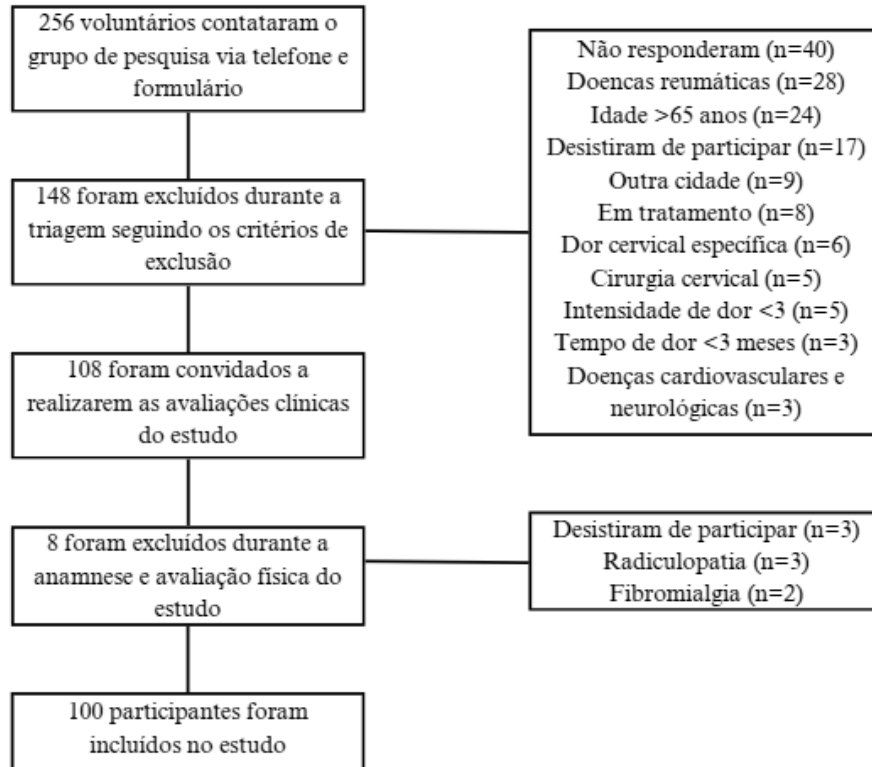 256 voluntários contataram o
grupo de pesquisa via telefone e
formulário
148 foram excluídos durante a
triagem seguindo os critérios de
exclusão
Não responderam (n=40)
Doencas reumáticas (n=28)
Idade >65 anos (n=24)
Desistiram de participar (n=17)
Outra cidade (n=9)
Em tratamento (n=8)
Dor cervical específica (n=6)
Cirurgia cervical (n=5)
Intensidade de dor <3 (n=5)
Tempo de dor <3 meses (n=3)
Doenças cardiovasculares e
neurológicas (n=3)
108 foram convidados a
realizarem as avaliações clínicas
do estudo
8 foram excluídos durante a
anamnese e avaliação física do
estudo
Desistiram de participar (n=3)
Radiculopatia (n=3)
Fibromialgia (n=2)
100 participantes foram
incluídos no estudo